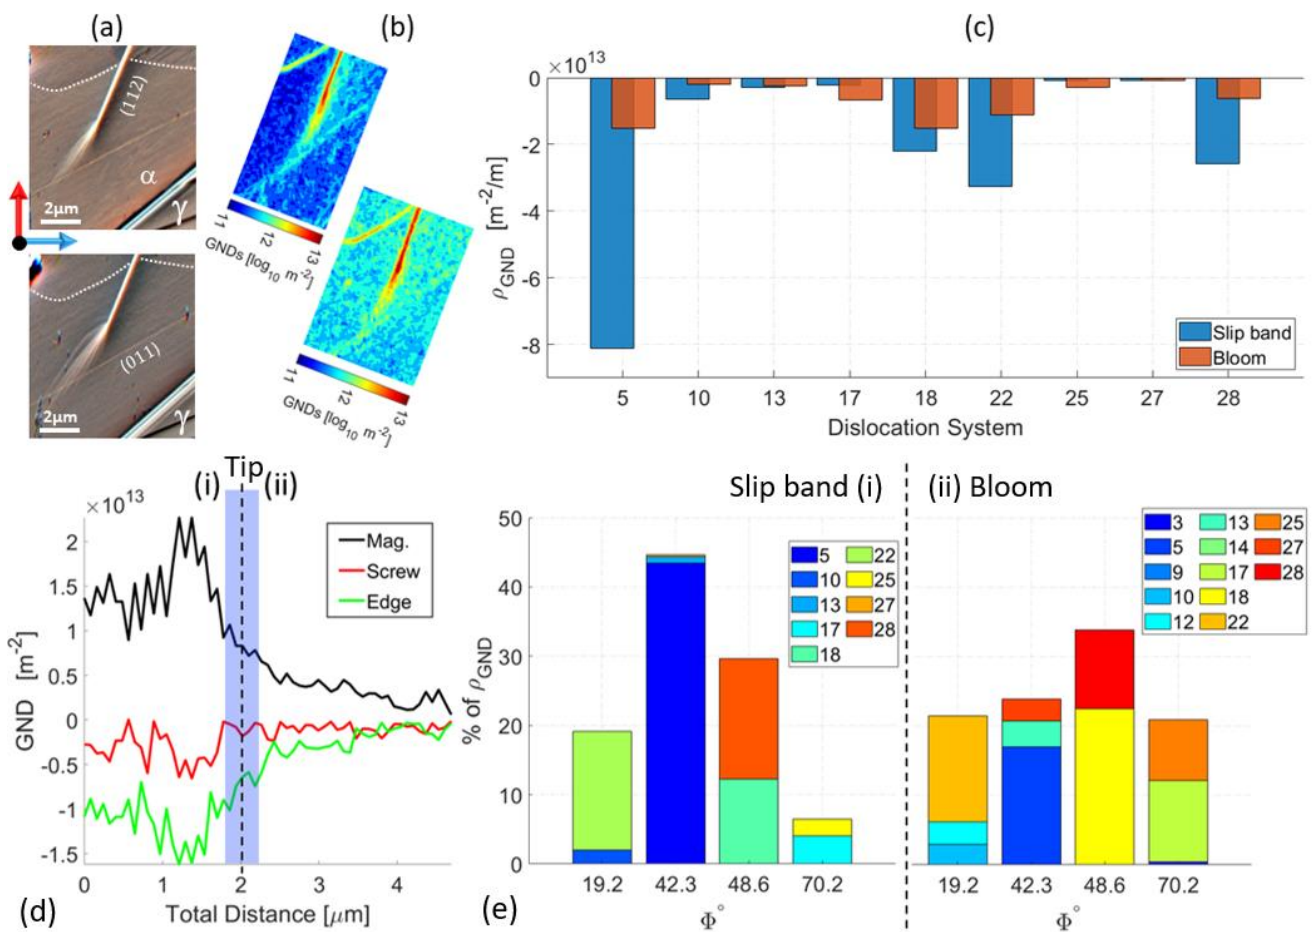 (a)
(112)
α
γ
2μm
(011)
γ
2μm
(b)
11
12
13
GNDs [log10 m-2]
11
12
13
GNDs [log10 m-2]
(c)
×10^13
0
-2
-4
-6
-8
ρGND [m-2/m]
Slip band
Bloom
5 10 13 17 18 22 25 27 28
Dislocation System
(i) Tip (ii)
×10^13
2
1.5
1
0.5
0
-0.5
-1
-1.5
GND [m-2]
Mag.
Screw
Edge
0 1 2 3 4
Total Distance [μm]
(d)
Slip band (i)
50
40
30
20
10
0
% of ρGND
5 22
10 25
13 27
17 28
18
19.2 42.3 48.6 70.2
Φ°
(e)
(ii) Bloom
3 13 25
5 14 27
9 17 28
10 18
12 22
19.2 42.3 48.6 70.2
Φ°